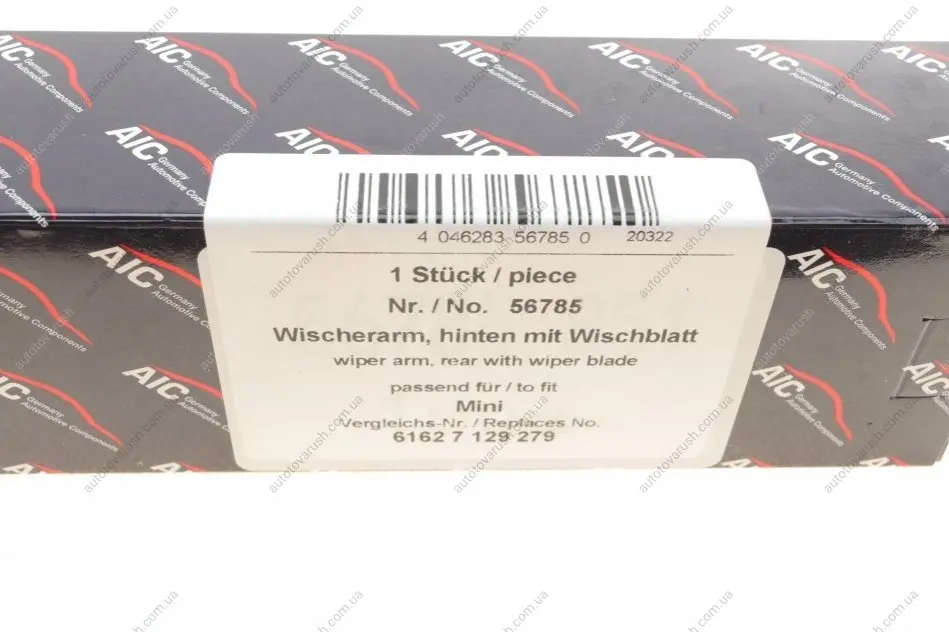 AIC Germany Automotive Components
4 046283 56785 0
20322
1 Stück / piece
Nr. / No. 56785
Wischerarm, hinten mit Wischblatt
wiper arm, rear with wiper blade
passend für / to fit
Mini
Vergleichs-Nr. / Replaces No.
6162 7 129 279
autotovarush.com.ua